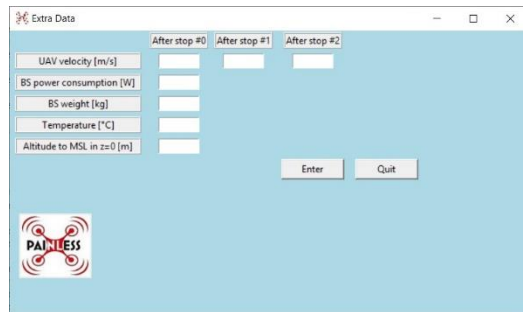 Extra Data
After stop #0 After stop #1 After stop #2
UAV velocity [m/s]
BS power consumption [W]
BS weight [kg]
Temperature [°C]
Altitude to MSL in z=0 [m]
Enter Quit
PAINLESS